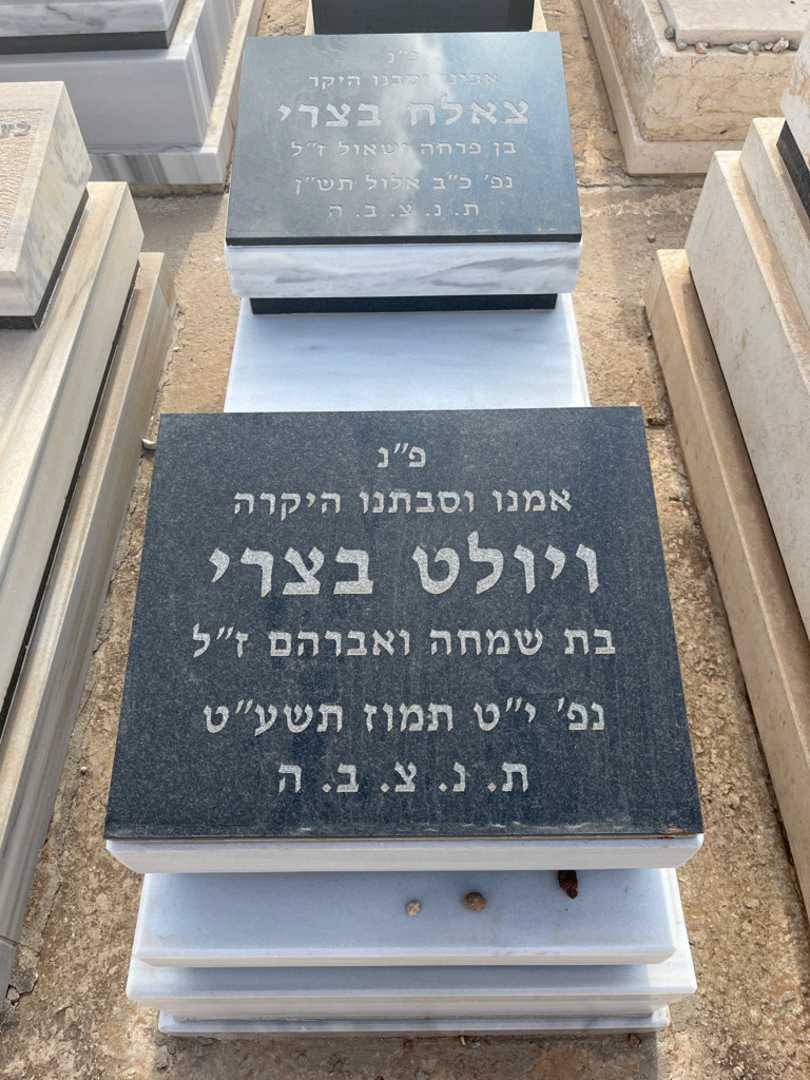 פ"נ
אבינו וסבנו היקר
צאלח בצרי
בן פרחה ושאול ז"ל
נפ' כ"ב אלול תש"ן
ת. נ. צ. ב. ה
פ"נ
אמנו וסבתנו היקרה
ויולט בצרי
בת שמחה ואברהם ז"ל
נפ' י"ט תמוז תשע"ט
ת. נ. צ. ב. ה